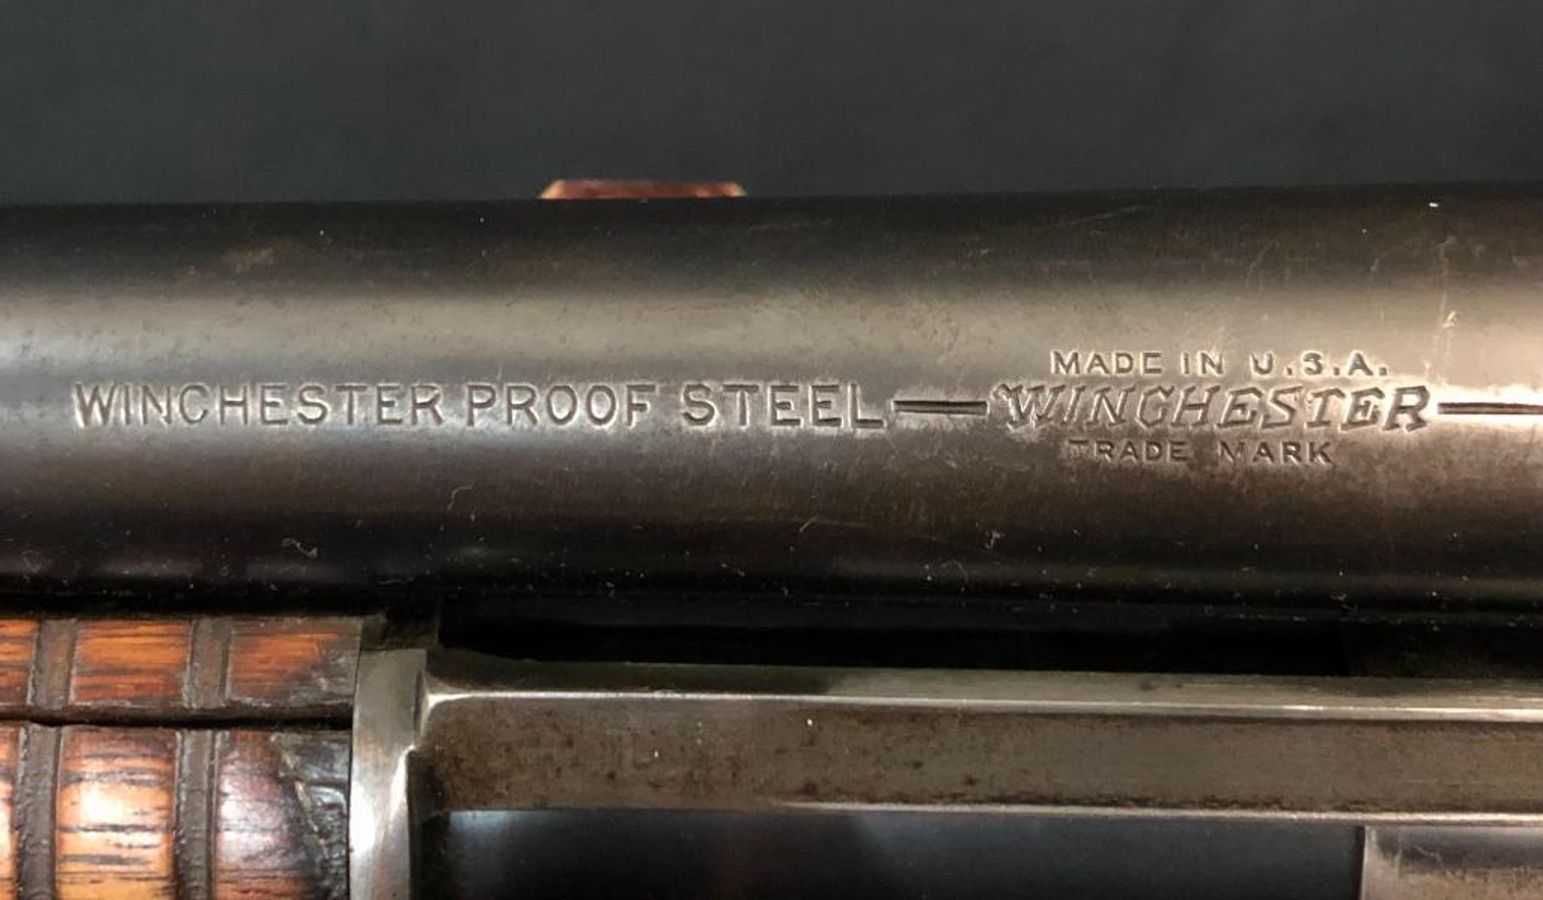 MADE IN U.S.A.
WINCHESTER PROOF STEEL — WINCHESTER —
TRADE MARK